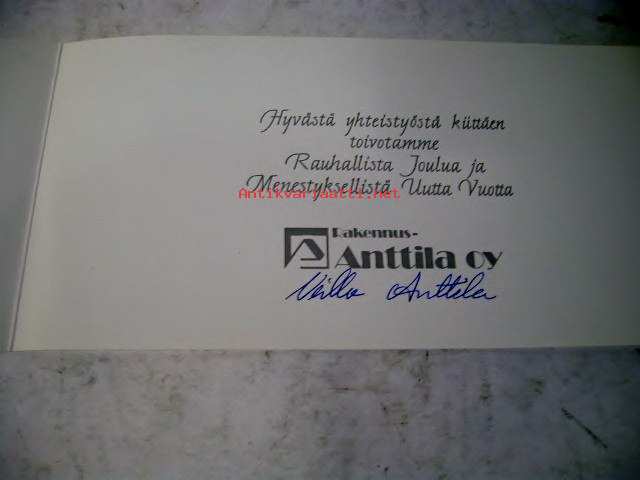 Hyvästä yhteistyöstä kiittäen
toivotamme
Rauhallista Joulua ja
Menestyksellistä Uutta Vuotta
Antikvariaatti.net
Rakennus-
Anttila oy
Anttila